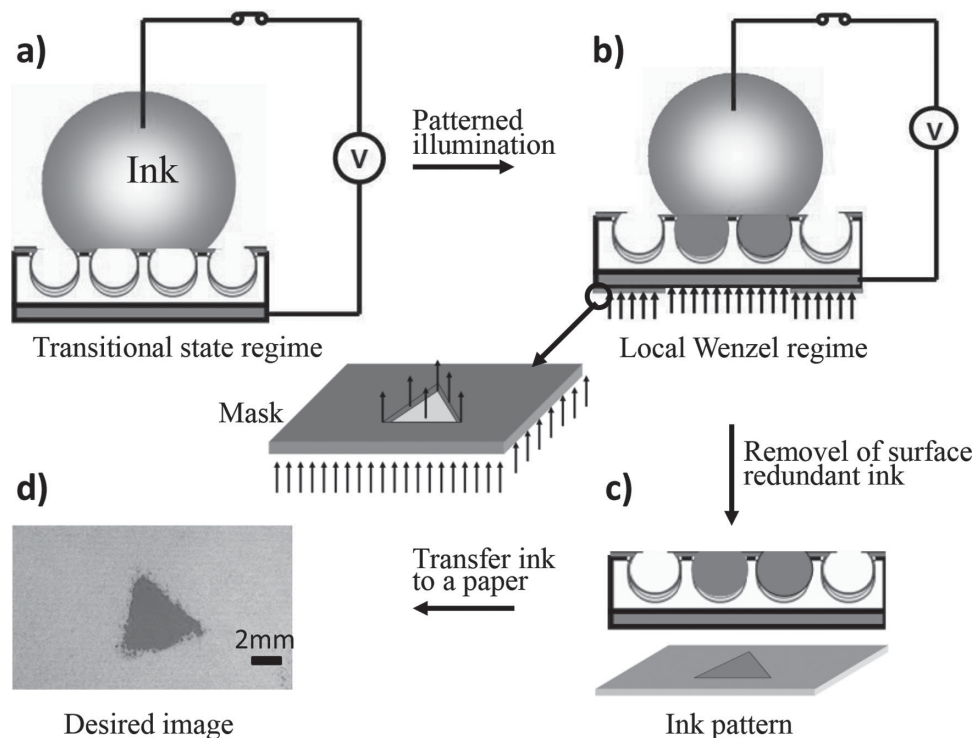 a)
b)
V
V
Ink
Patterned
illumination
Transitional state regime
Local Wenzel regime
Mask
Removel of surface
redundant ink
d)
c)
Transfer ink
to a paper
2mm
Desired image
Ink pattern